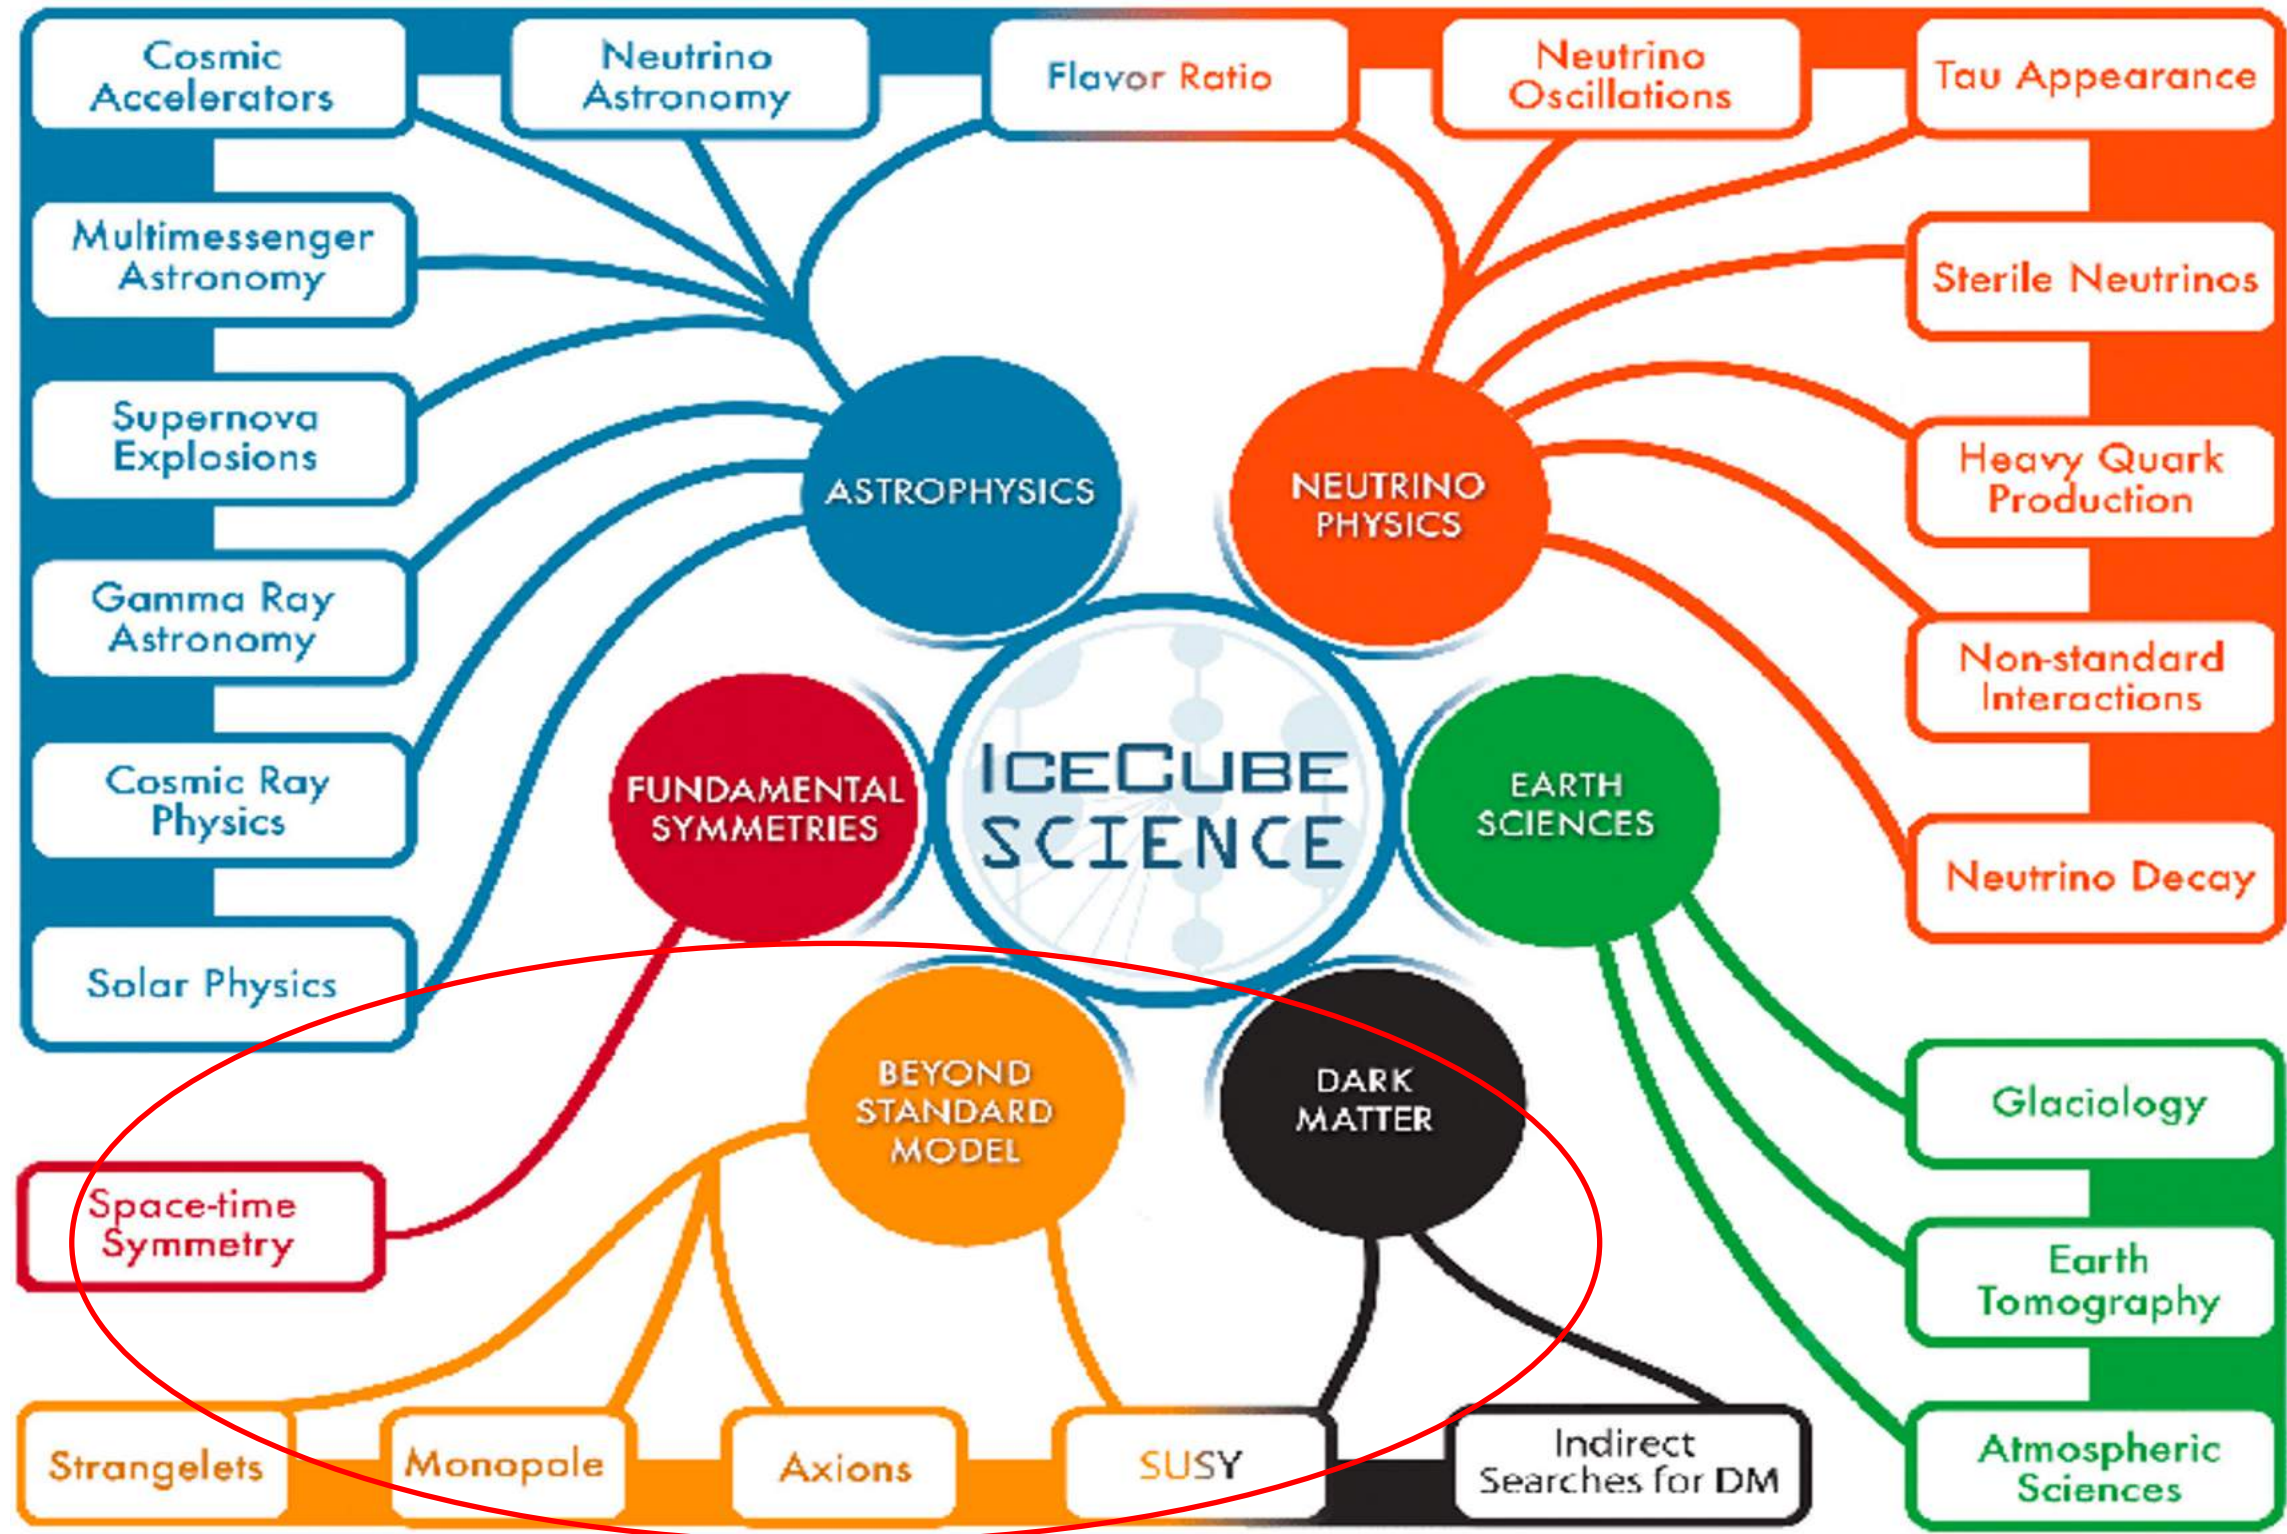 Cosmic
Accelerators
Neutrino
Astronomy
Flavor Ratio
Neutrino
Oscillations
Tau Appearance
Multimessenger
Astronomy
Sterile Neutrinos
Supernova
Explosions
Heavy Quark
Production
ASTROPHYSICS
NEUTRINO
PHYSICS
Gamma Ray
Astronomy
Non-standard
Interactions
Cosmic Ray
Physics
FUNDAMENTAL
SYMMETRIES
ICECUBE
SCIENCE
EARTH
SCIENCES
Neutrino Decay
Solar Physics
BEYOND
STANDARD
MODEL
DARK
MATTER
Glaciology
Space-time
Symmetry
Earth
Tomography
Strangelets
Monopole
Axions
SUSY
Indirect
Searches for DM
Atmospheric
Sciences